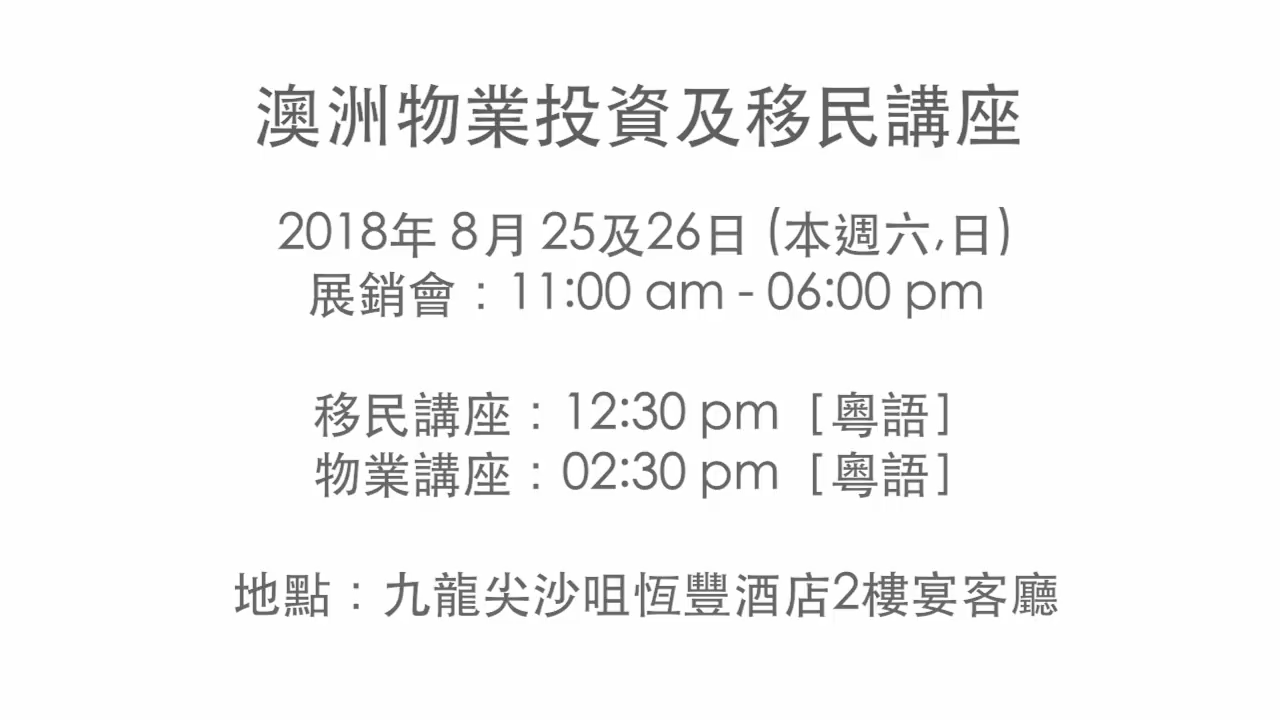 澳洲物業投資及移民講座
2018年 8月 25及26日 (本週六,日)
展銷會：11:00 am - 06:00 pm
移民講座：12:30 pm [粵語]
物業講座：02:30 pm [粵語]
地點：九龍尖沙咀恆豐酒店2樓宴客廳